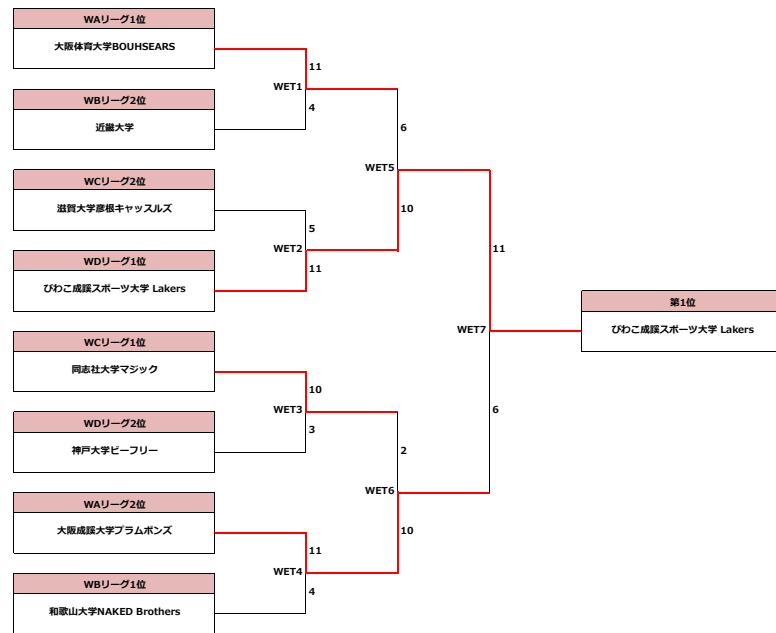 WAリーグ1位
大阪体育大学BOUHSEARS
11
WET1
4
WBリーグ2位
近畿大学
6
WET5
10
WCリーグ2位
滋賀大学彦根キャッスルズ
5
WET2
11
WDリーグ1位
びわこ成蹊スポーツ大学 Lakers
11
WET7
6
第1位
びわこ成蹊スポーツ大学 Lakers
WCリーグ1位
同志社大学マジック
10
WET3
3
WDリーグ2位
神戸大学ビーフリー
2
WET6
10
WAリーグ2位
大阪成蹊大学プラムポンズ
11
WET4
4
WBリーグ1位
和歌山大学NAKED Brothers